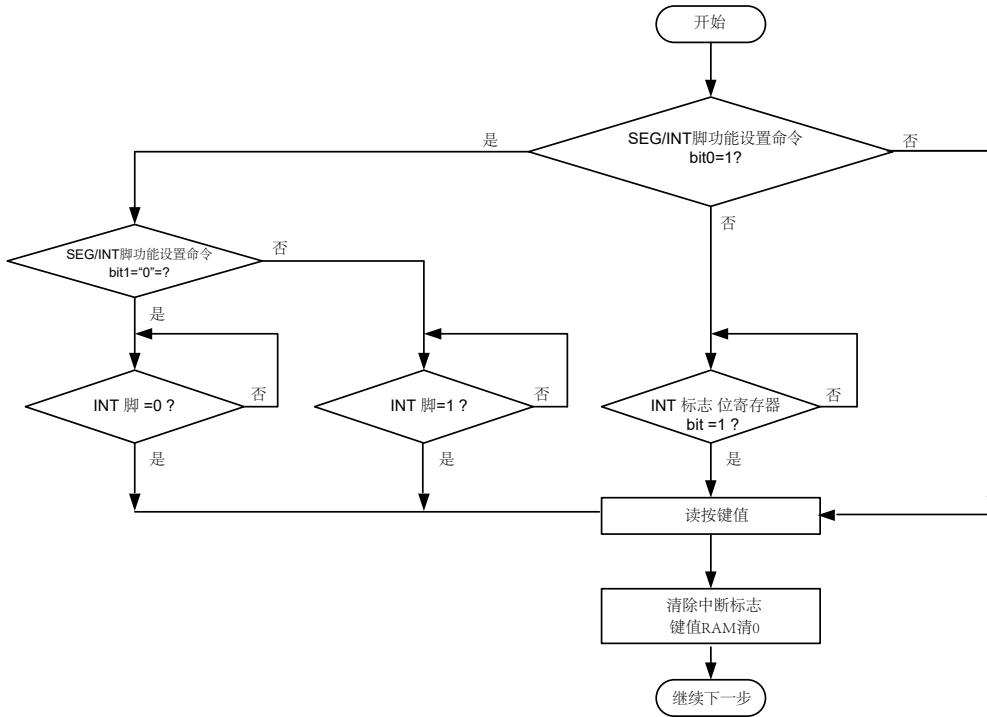 开始
SEG/INT脚功能设置命令
bit0=1?
是
否
否
SEG/INT脚功能设置命令
bit1=“0”=?
否
是
INT 脚 =0 ?
否
INT 脚=1 ?
否
INT 标志 位寄存器
bit =1 ?
否
是
是
是
读按键值
清除中断标志
键值RAM清0
继续下一步